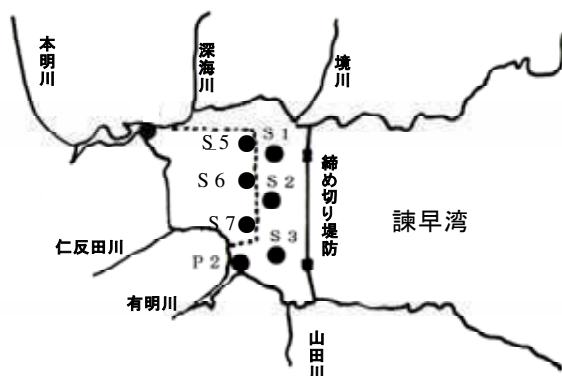 本明川
深海川
境川
S5
S1
S6
S2
締め切り堤防
諫早湾
S7
仁反田川
S3
P2
有明川
山田川